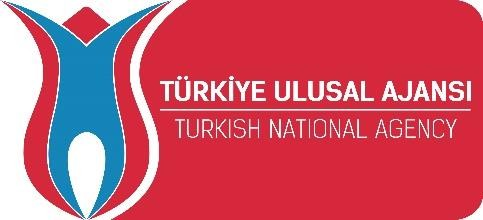 TÜRKİYE ULUSAL AJANSI
TURKISH NATIONAL AGENCY